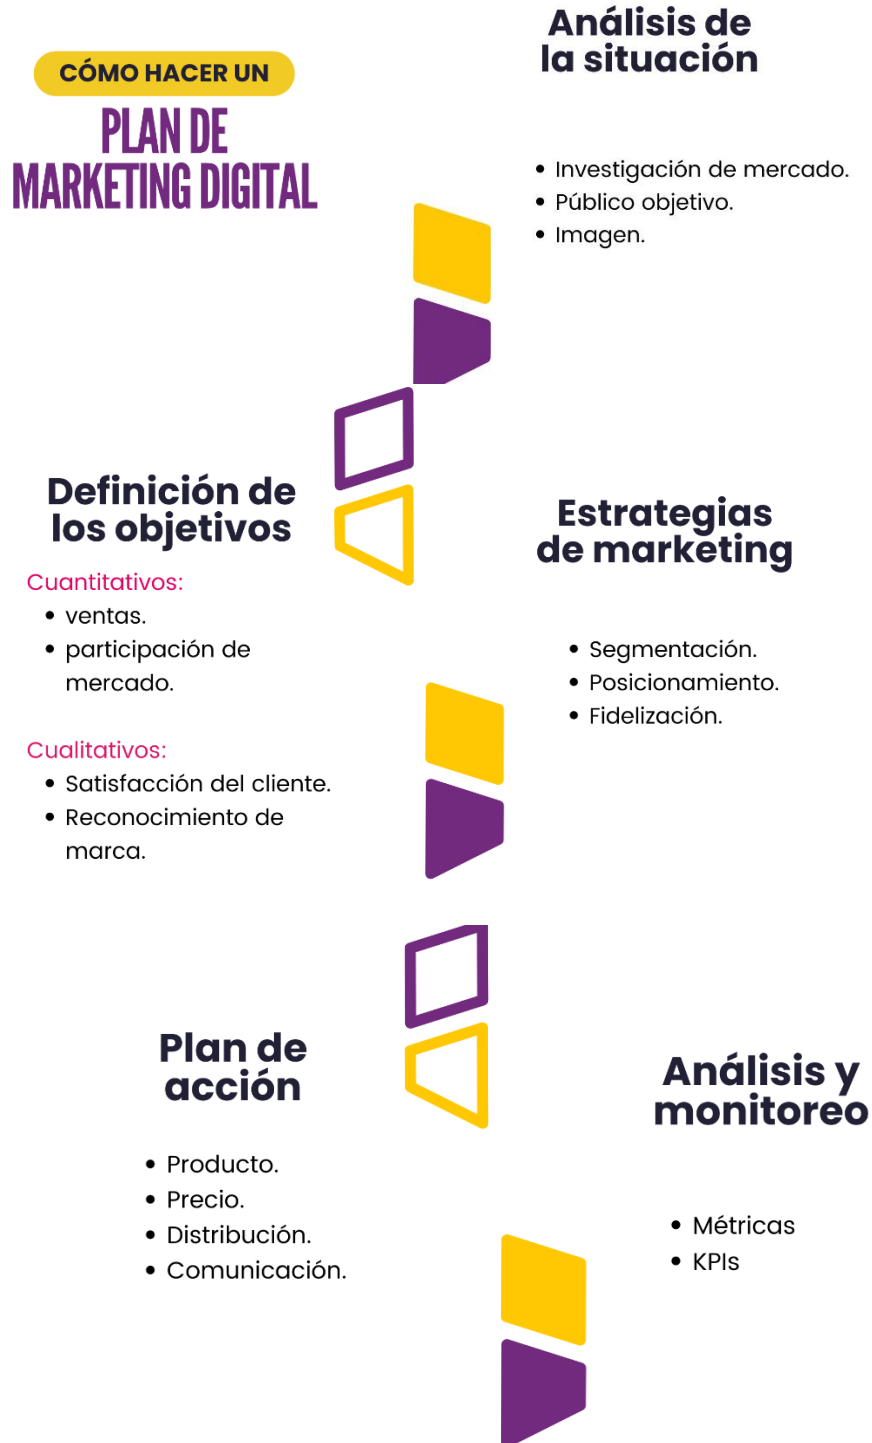 CÓMO HACER UN
PLAN DE
MARKETING DIGITAL
Análisis de
la situación
• Investigación de mercado.
• Público objetivo.
• Imagen.
Definición de
los objetivos
Cuantitativos:
• ventas.
• participación de
mercado.
Cualitativos:
• Satisfacción del cliente.
• Reconocimiento de
marca.
Estrategias
de marketing
• Segmentación.
• Posicionamiento.
• Fidelización.
Plan de
acción
• Producto.
• Precio.
• Distribución.
• Comunicación.
Análisis y
monitoreo
• Métricas
• KPIs